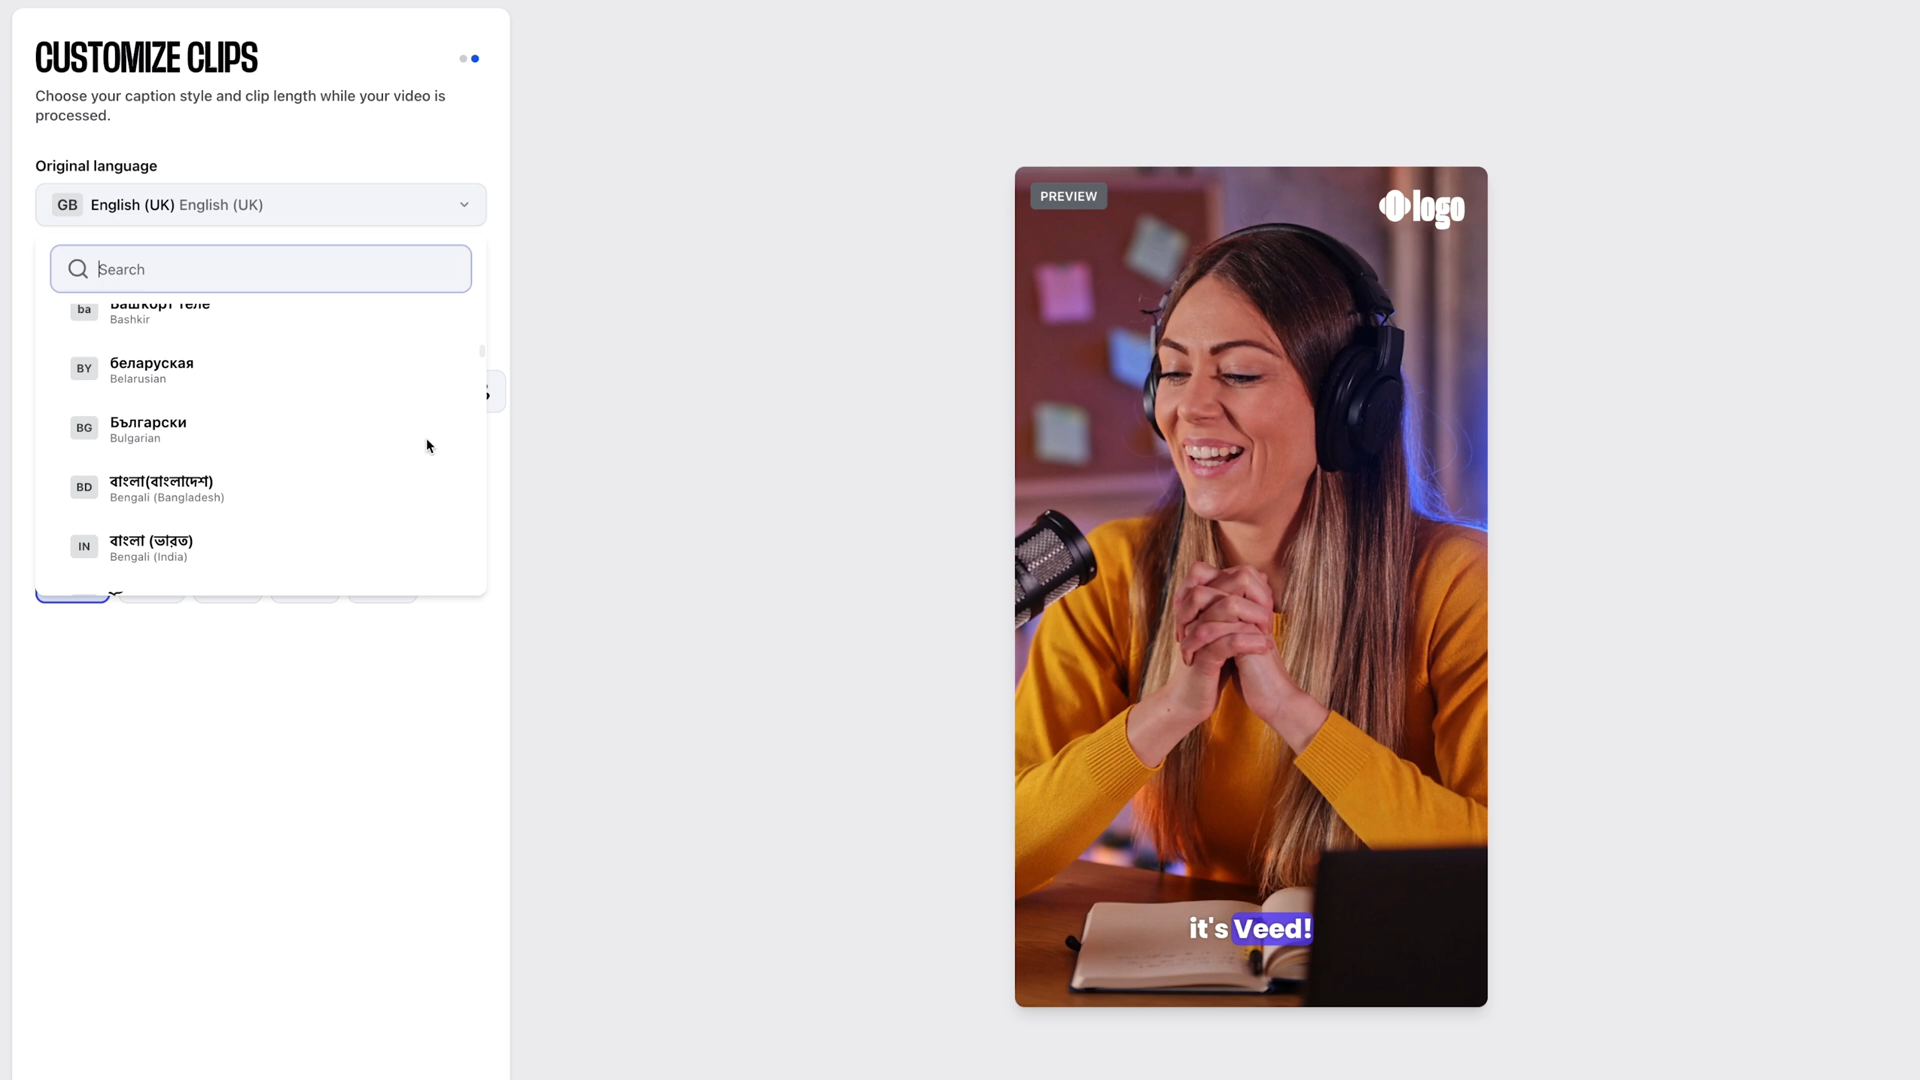 CUSTOMIZE CLIPS
Choose your caption style and clip length while your video is
processed.
Original language
GB English (UK) English (UK)
Search
ba Башкорт теле
Bashkir
BY беларуская
Belarusian
BG Български
Bulgarian
BD বাংলা(বাংলাদেশ)
Bengali (Bangladesh)
IN বাংলা (ভারত)
Bengali (India)
PREVIEW
logo
it's Veed!